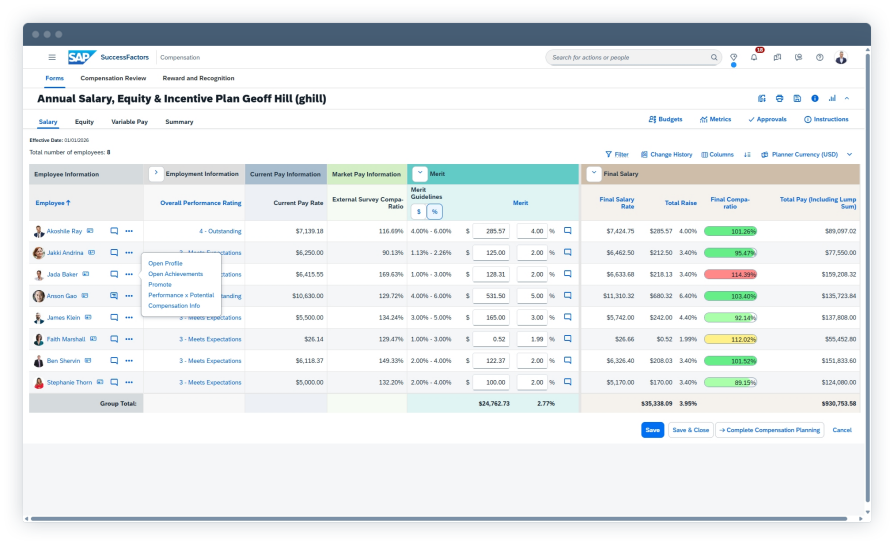 SAP SuccessFactors Compensation Search for actions or people 18
Forms Compensation Review Reward and Recognition
Annual Salary, Equity & Incentive Plan Geoff Hill (ghill)
Salary Equity Variable Pay Summary Budgets Metrics Approvals Instructions
Effective Date: 01/01/2026
Total number of employees: 8 Filter Change History Columns Planner Currency (USD)
Employee Information Employment Information Current Pay Information Market Pay Information Merit Final Salary
Employee Overall Performance Rating Current Pay Rate External Survey Compa-Ratio Merit Guidelines $ % Merit Final Salary Rate Total Raise Final Compa-ratio Total Pay (Including Lump Sum)
Akoshile Ray 4 - Outstanding $7,139.18 116.69% 4.00% - 6.00% $ 285.57 4.00 % $7,424.75 $285.57 4.00% 101.26% $89,097.02
Jakki Andrina 3 - Meets Expectations $6,250.00 90.13% 1.13% - 2.26% $ 125.00 2.00 % $6,462.50 $212.50 3.40% 95.47% $77,550.00
Jada Baker $6,415.55 169.63% 1.00% - 3.00% $ 128.31 2.00 % $6,633.68 $218.13 3.40% 114.39% $159,208.32
Anson Gao $10,630.00 129.72% 4.00% - 6.00% $ 531.50 5.00 % $11,310.32 $680.32 6.40% 103.40% $135,723.84
James Klein 3 - Meets Expectations $5,500.00 134.24% 3.00% - 5.00% $ 165.00 3.00 % $5,742.00 $242.00 4.40% 92.14% $137,808.00
Faith Marshall 3 - Meets Expectations $26.14 129.47% 1.00% - 3.00% $ 0.52 1.99 % $26.66 $0.52 1.99% 112.02% $55,452.80
Ben Shervin 3 - Meets Expectations $6,118.37 149.33% 2.00% - 4.00% $ 122.37 2.00 % $6,326.40 $208.03 3.40% 101.52% $151,833.60
Stephanie Thorn 3 - Meets Expectations $5,000.00 132.20% 2.00% - 4.00% $ 100.00 2.00 % $5,170.00 $170.00 3.40% 89.15% $124,080.00
Open Profile
Open Achievements
Promote
Performance x Potential
Compensation Info
Group Total: $24,762.73 2.77% $35,338.09 3.95% $930,753.58
Save Save & Close Complete Compensation Planning Cancel